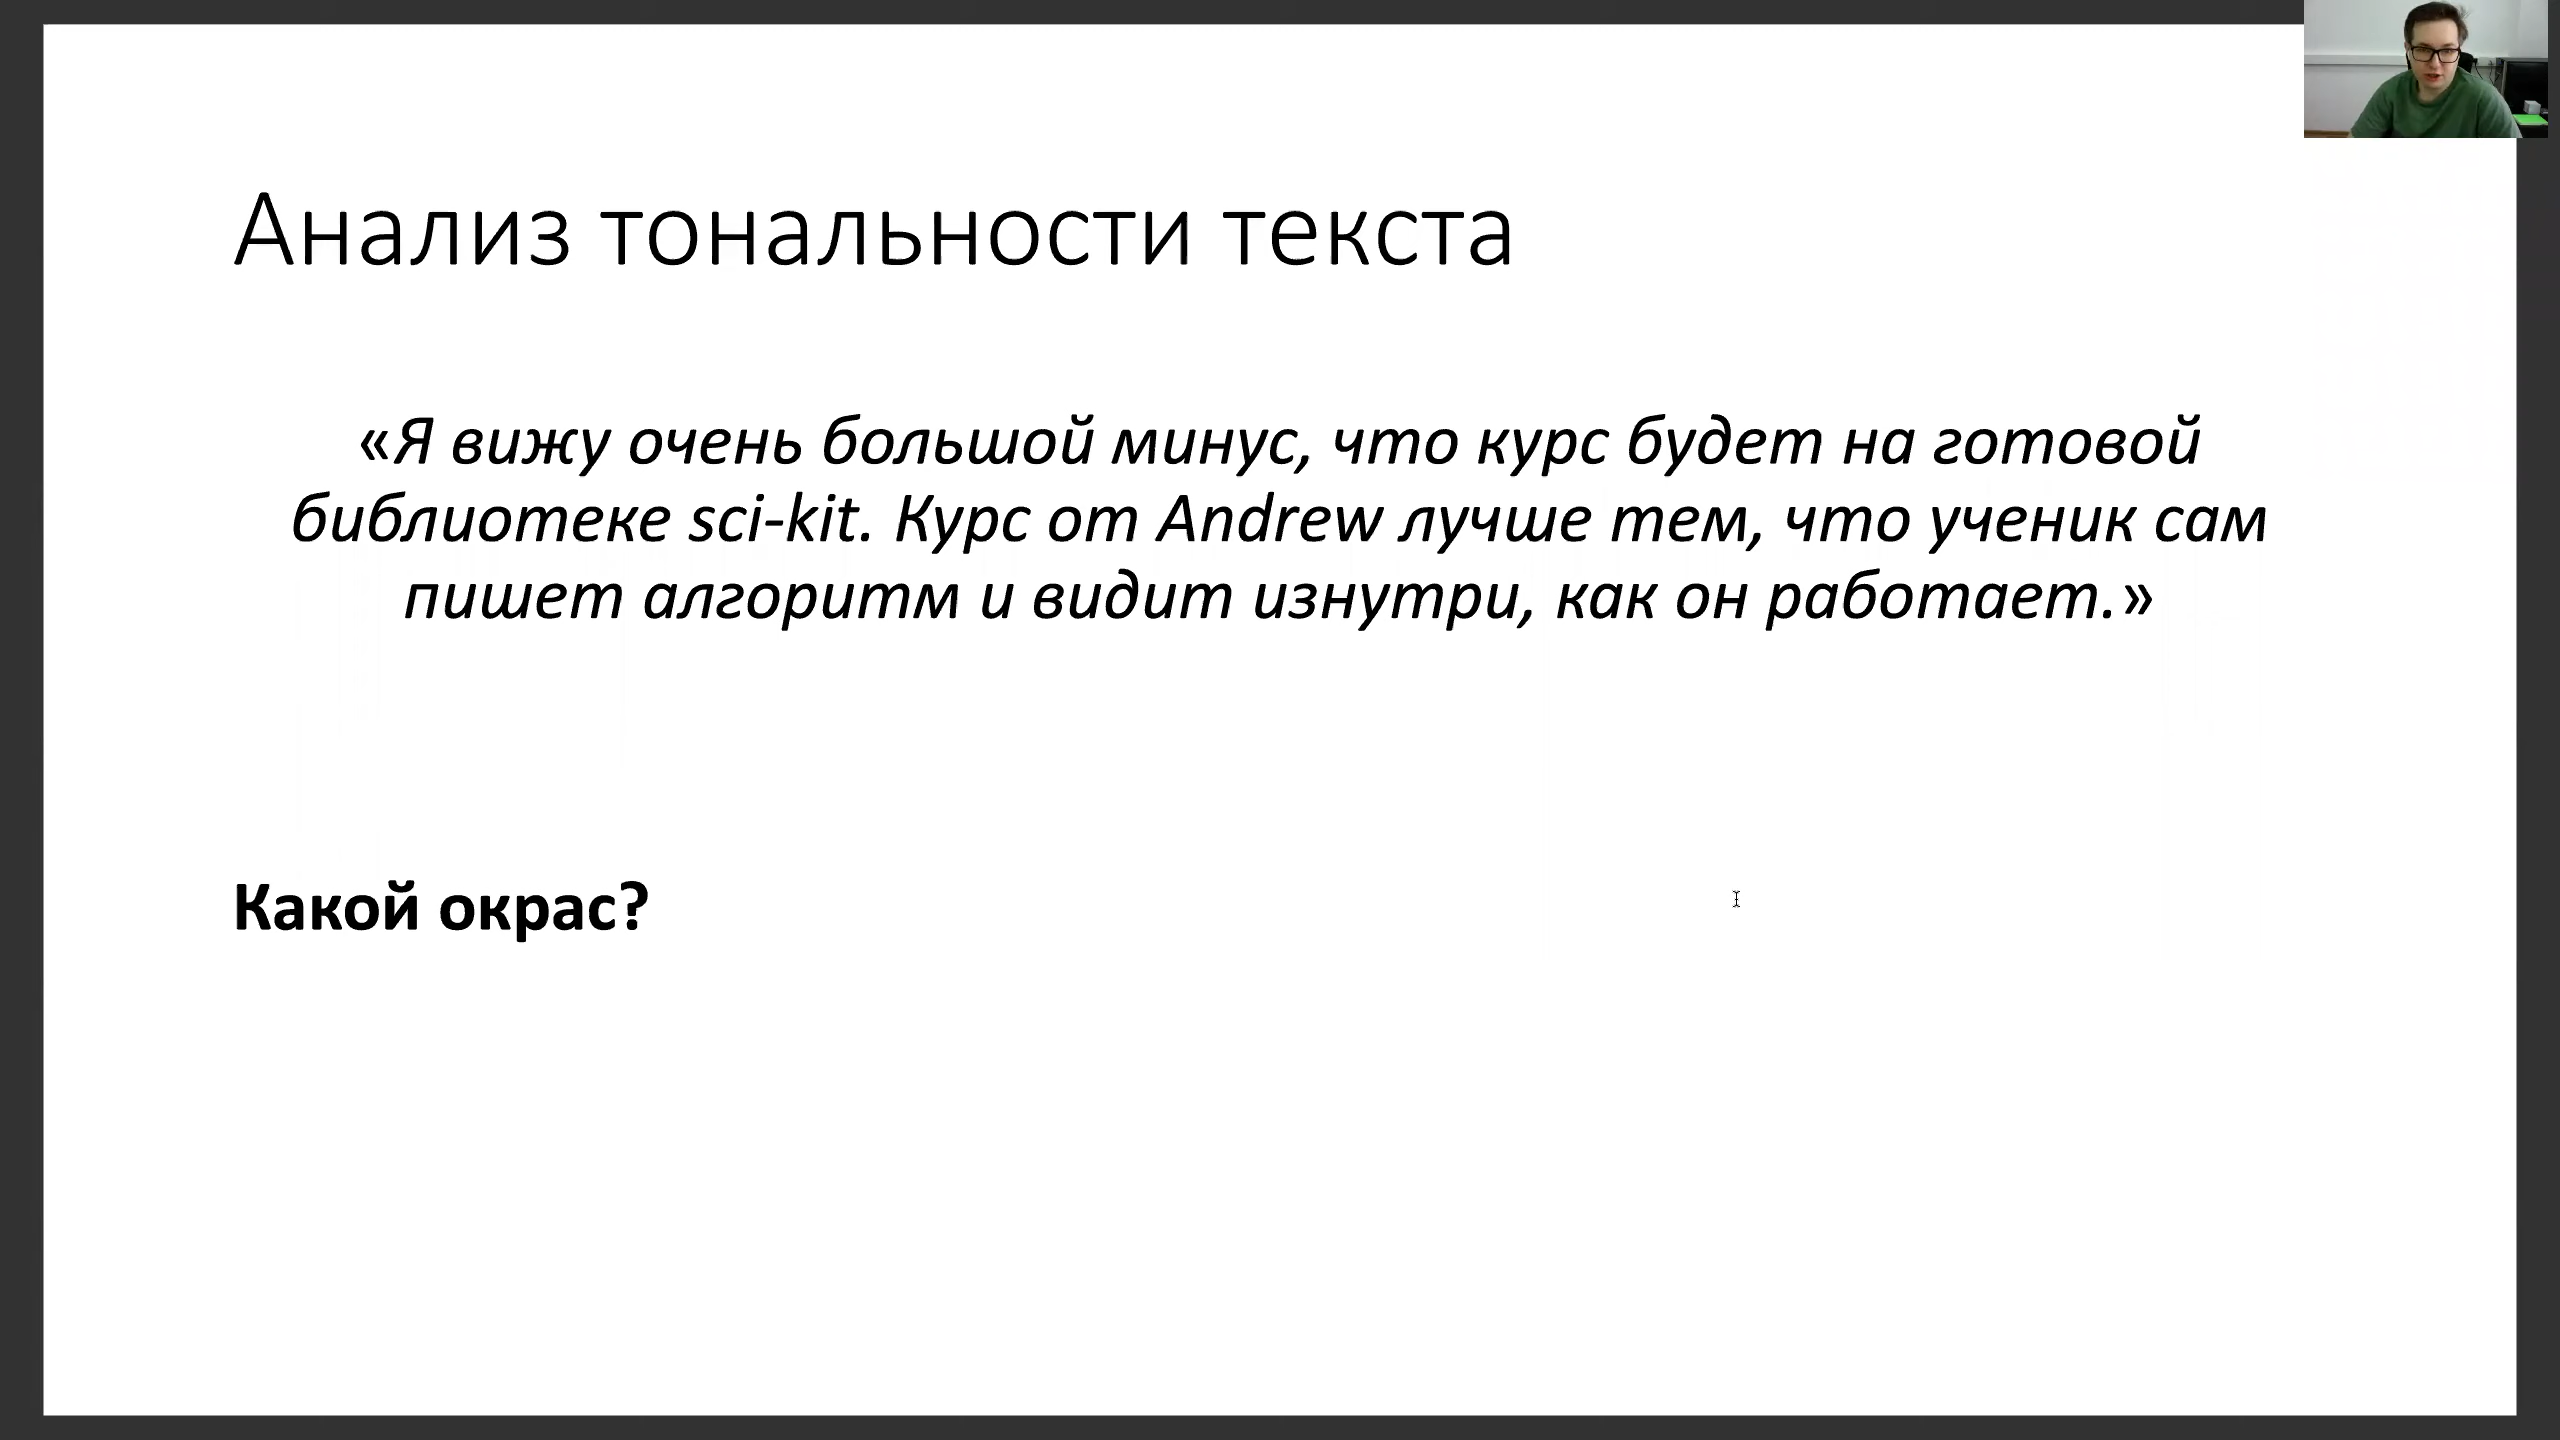 Анализ тональности текста
«Я вижу очень большой минус, что курс будет на готовой
библиотеке sci-kit. Курс от Andrew лучше тем, что ученик сам
пишет алгоритм и видит изнутри, как он работает.»
Какой окрас?